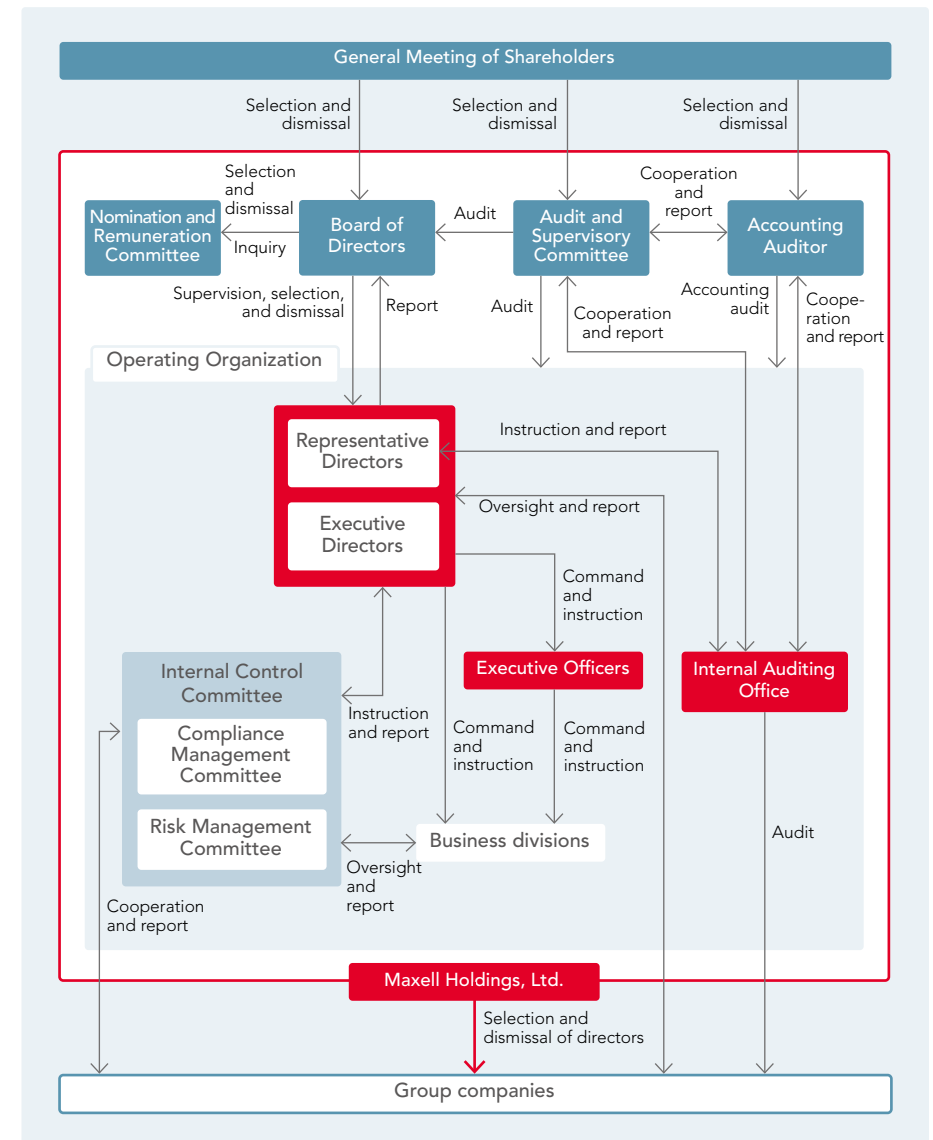 General Meeting of Shareholders
Selection and
dismissal
Selection and
dismissal
Selection and
dismissal
Selection
and
dismissal
Inquiry
Nomination and
Remuneration
Committee
Board of
Directors
Audit
Audit and
Supervisory
Committee
Cooperation
and
report
Accounting
Auditor
Supervision, selection,
and dismissal
Report
Audit
Cooperation
and report
Accounting
audit
Coope-
ration
and report
Operating Organization
Representative
Directors
Executive
Directors
Instruction and report
Oversight and report
Command
and
instruction
Executive Officers
Internal Auditing
Office
Internal Control
Committee
Compliance
Management
Committee
Risk Management
Committee
Instruction
and report
Command
and
instruction
Command
and
instruction
Business divisions
Oversight
and
report
Audit
Cooperation
and report
Maxell Holdings, Ltd.
Selection and
dismissal of directors
Group companies